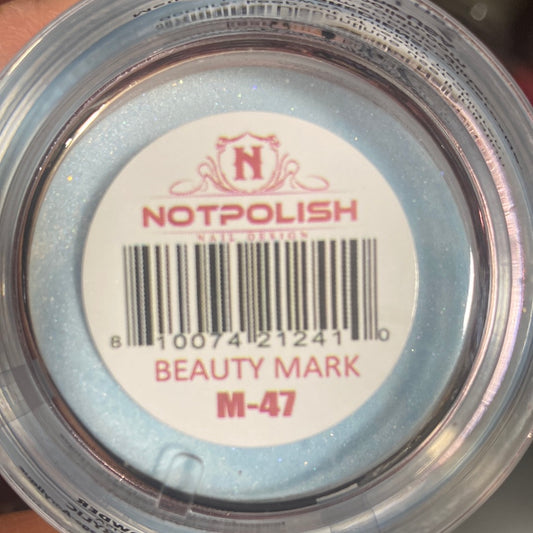 N
NOTPOLISH
NAIL DESIGN
8 10074 21241 0
BEAUTY MARK
M-47